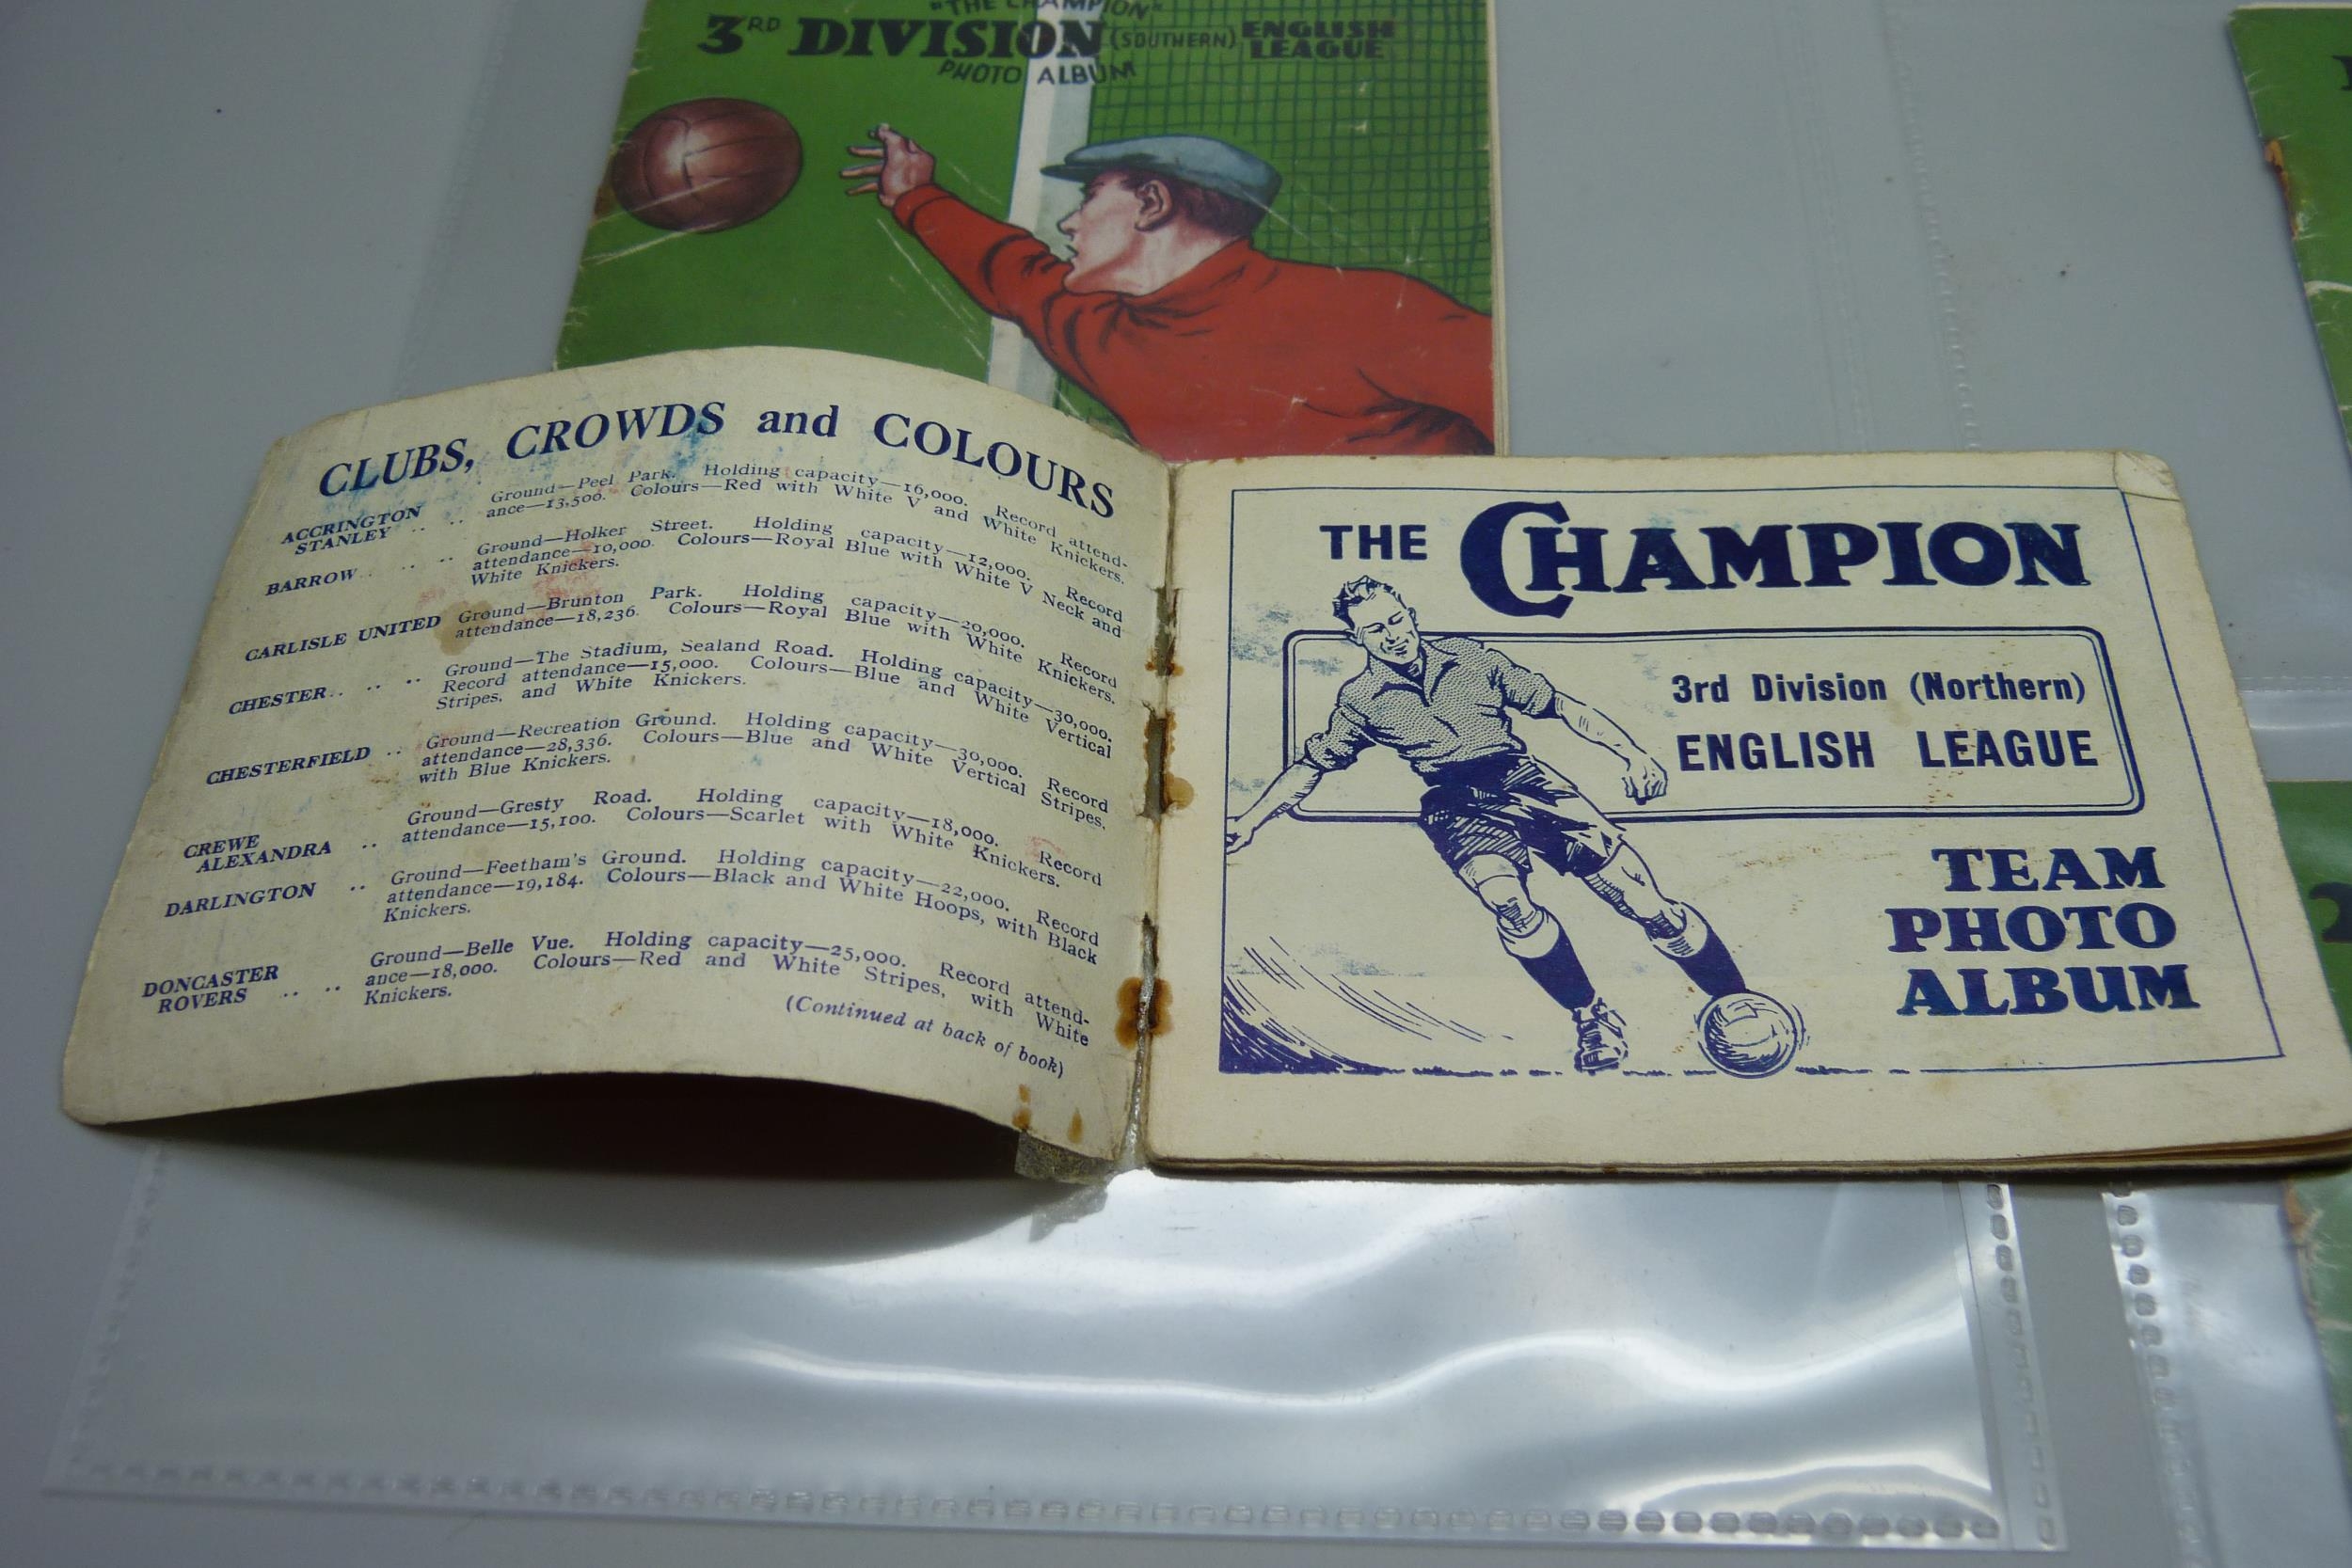 "THE CHAMPION"
3RD DIVISION (SOUTHERN) ENGLISH LEAGUE
PHOTO ALBUM
CLUBS, CROWDS and COLOURS
ACCRINGTON STANLEY .. .. Ground—Peel Park. Holding capacity—16,000. Record attend-
ance—13,500. Colours—Red with White V and White Knickers.
BARROW .. .. .. Ground—Holker Street. Holding capacity—12,000. Record
attendance—10,000. Colours—Royal Blue with White V Neck and
White Knickers.
CARLISLE UNITED Ground—Brunton Park. Holding capacity—20,000. Record
attendance—18,236. Colours—Royal Blue with White Knickers.
CHESTER .. .. .. Ground—The Stadium, Sealand Road. Holding capacity—30,000.
Record attendance—15,000. Colours—Blue and White Vertical
Stripes, and White Knickers.
CHESTERFIELD .. Ground—Recreation Ground. Holding capacity—30,000. Record
attendance—28,336. Colours—Blue and White Vertical Stripes,
with Blue Knickers.
CREWE ALEXANDRA .. Ground—Gresty Road. Holding capacity—18,000. Record
attendance—15,100. Colours—Scarlet with White Knickers.
DARLINGTON .. Ground—Feetham's Ground. Holding capacity—22,000. Record
attendance—19,184. Colours—Black and White Hoops, with Black
Knickers.
DONCASTER ROVERS .. .. Ground—Belle Vue. Holding capacity—25,000. Record attend-
ance—18,000. Colours—Red and White Stripes, with White
Knickers.
(Continued at back of book)
THE CHAMPION
3rd Division (Northern)
ENGLISH LEAGUE
TEAM
PHOTO
ALBUM
2